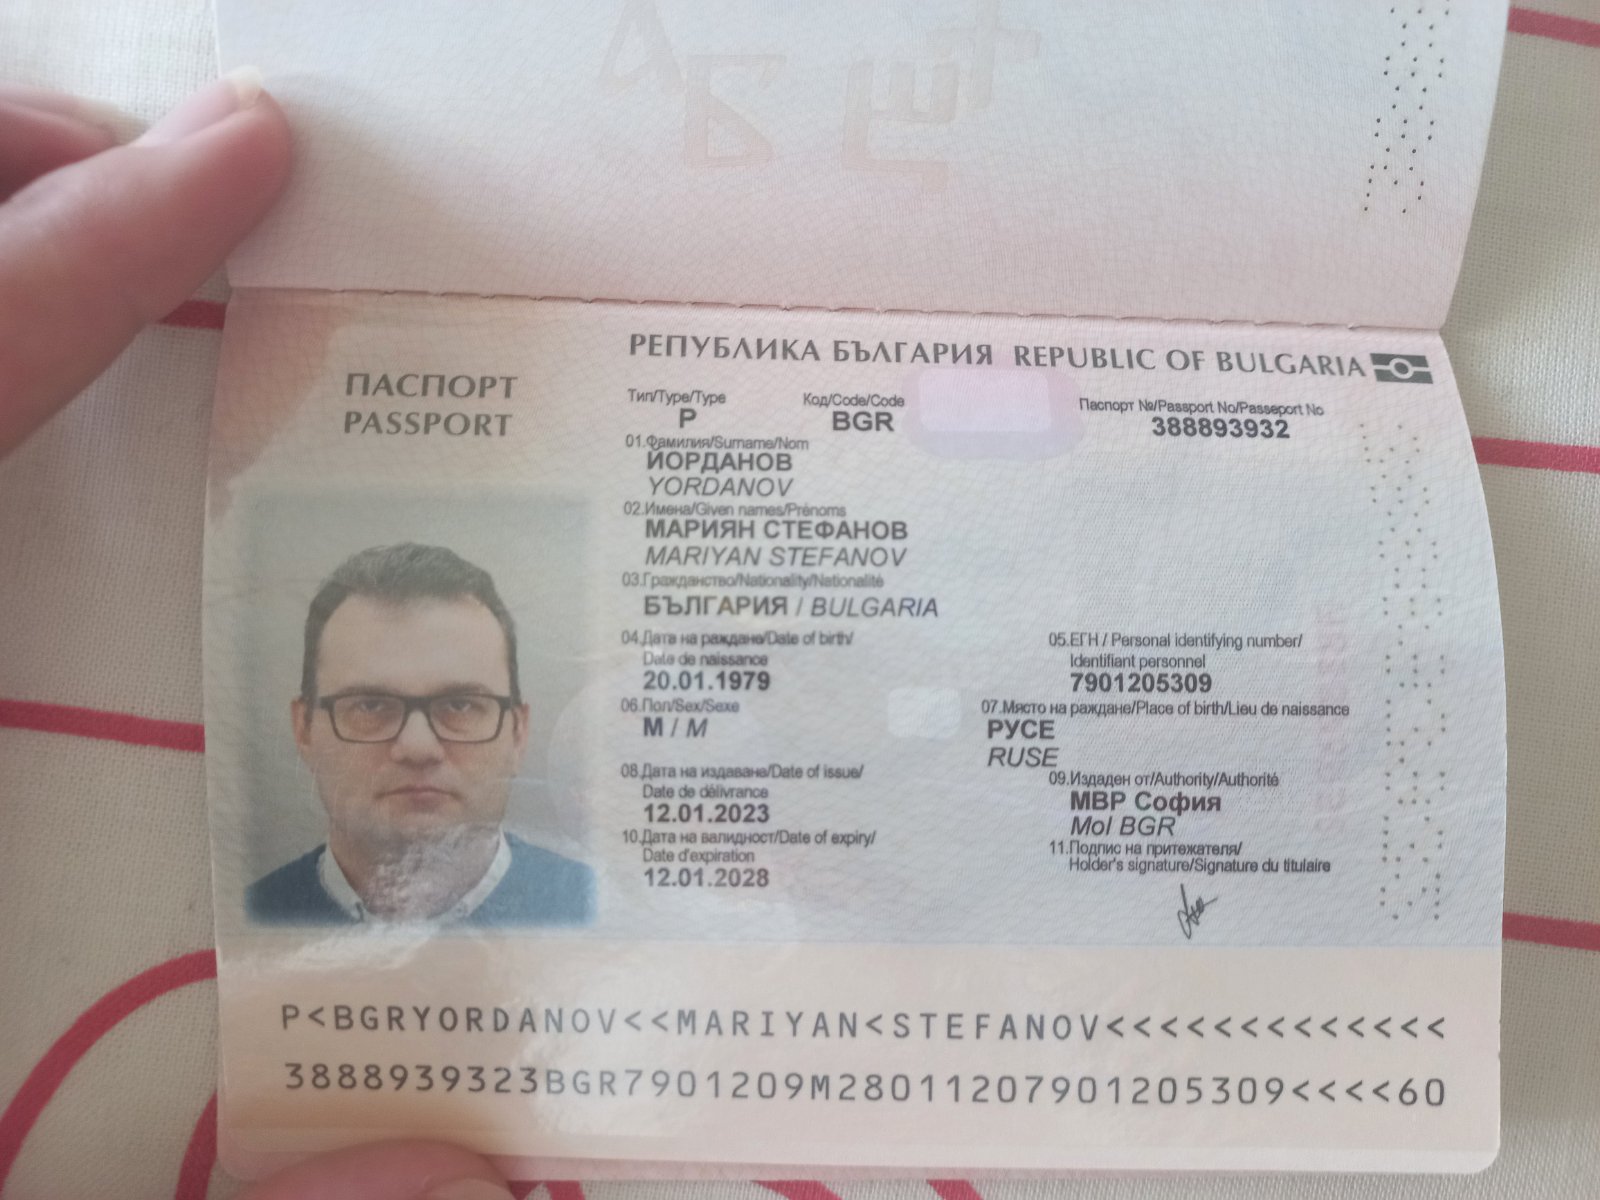 РЕПУБЛИКА БЪЛГАРИЯ REPUBLIC OF BULGARIA
ПАСПОРТ
PASSPORT
Тип/Type/Type
P
Код/Code/Code
BGR
Паспорт №/Passport No/Passeport No
388893932
01.Фамилия/Surname/Nom
ЙОРДАНОВ
YORDANOV
02.Имена/Given names/Prénoms
МАРИЯН СТЕФАНОВ
MARIYAN STEFANOV
03.Гражданство/Nationality/Nationalité
БЪЛГАРИЯ / BULGARIA
04.Дата на раждане/Date of birth/
Date de naissance
20.01.1979
05.ЕГН / Personal identifying number/
Identifiant personnel
7901205309
06.Пол/Sex/Sexe
М / M
07.Място на раждане/Place of birth/Lieu de naissance
РУСЕ
RUSE
08.Дата на издаване/Date of issue/
Date de délivrance
12.01.2023
09.Издаден от/Authority/Authorité
МВР София
MoI BGR
10.Дата на валидност/Date of expiry/
Date d'expiration
12.01.2028
11.Подпис на притежателя/
Holder's signature/Signature du titulaire
P<BGRYORDANOV<<MARIYAN<STEFANOV<<<<<<<<<<<<<
3888939323BGR7901209M28011207901205309<<<<60